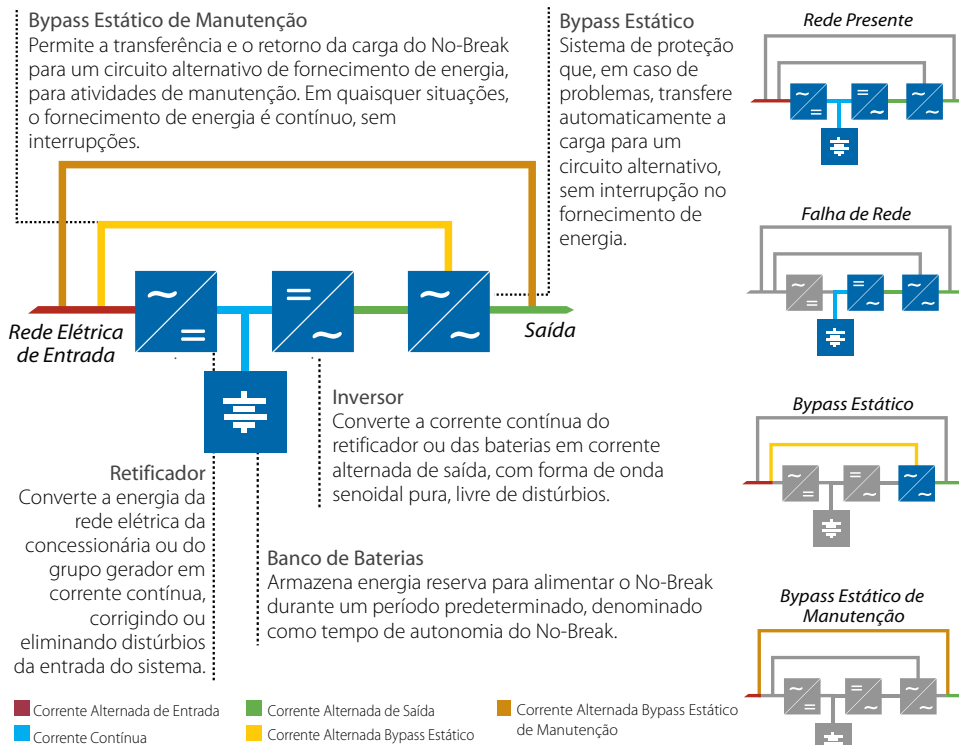 Bypass Estático de Manutenção
Permite a transferência e o retorno da carga do No-Break
para um circuito alternativo de fornecimento de energia,
para atividades de manutenção. Em quaisquer situações,
o fornecimento de energia é contínuo, sem
interrupções.
Bypass Estático
Sistema de proteção
que, em caso de
problemas, transfere
automaticamente a
carga para um
circuito alternativo,
sem interrupção no
fornecimento de
energia.
Rede Elétrica
de Entrada
Saída
Inversor
Converte a corrente contínua do
retificador ou das baterias em corrente
alternada de saída, com forma de onda
senoidal pura, livre de distúrbios.
Retificador
Converte a energia da
rede elétrica da
concessionária ou do
grupo gerador em
corrente contínua,
corrigindo ou
eliminando distúrbios
da entrada do sistema.
Banco de Baterias
Armazena energia reserva para alimentar o No-Break
durante um período predeterminado, denominado
como tempo de autonomia do No-Break.
Rede Presente
Falha de Rede
Bypass Estático
Bypass Estático de
Manutenção
Corrente Alternada de Entrada
Corrente Contínua
Corrente Alternada de Saída
Corrente Alternada Bypass Estático
Corrente Alternada Bypass Estático
de Manutenção